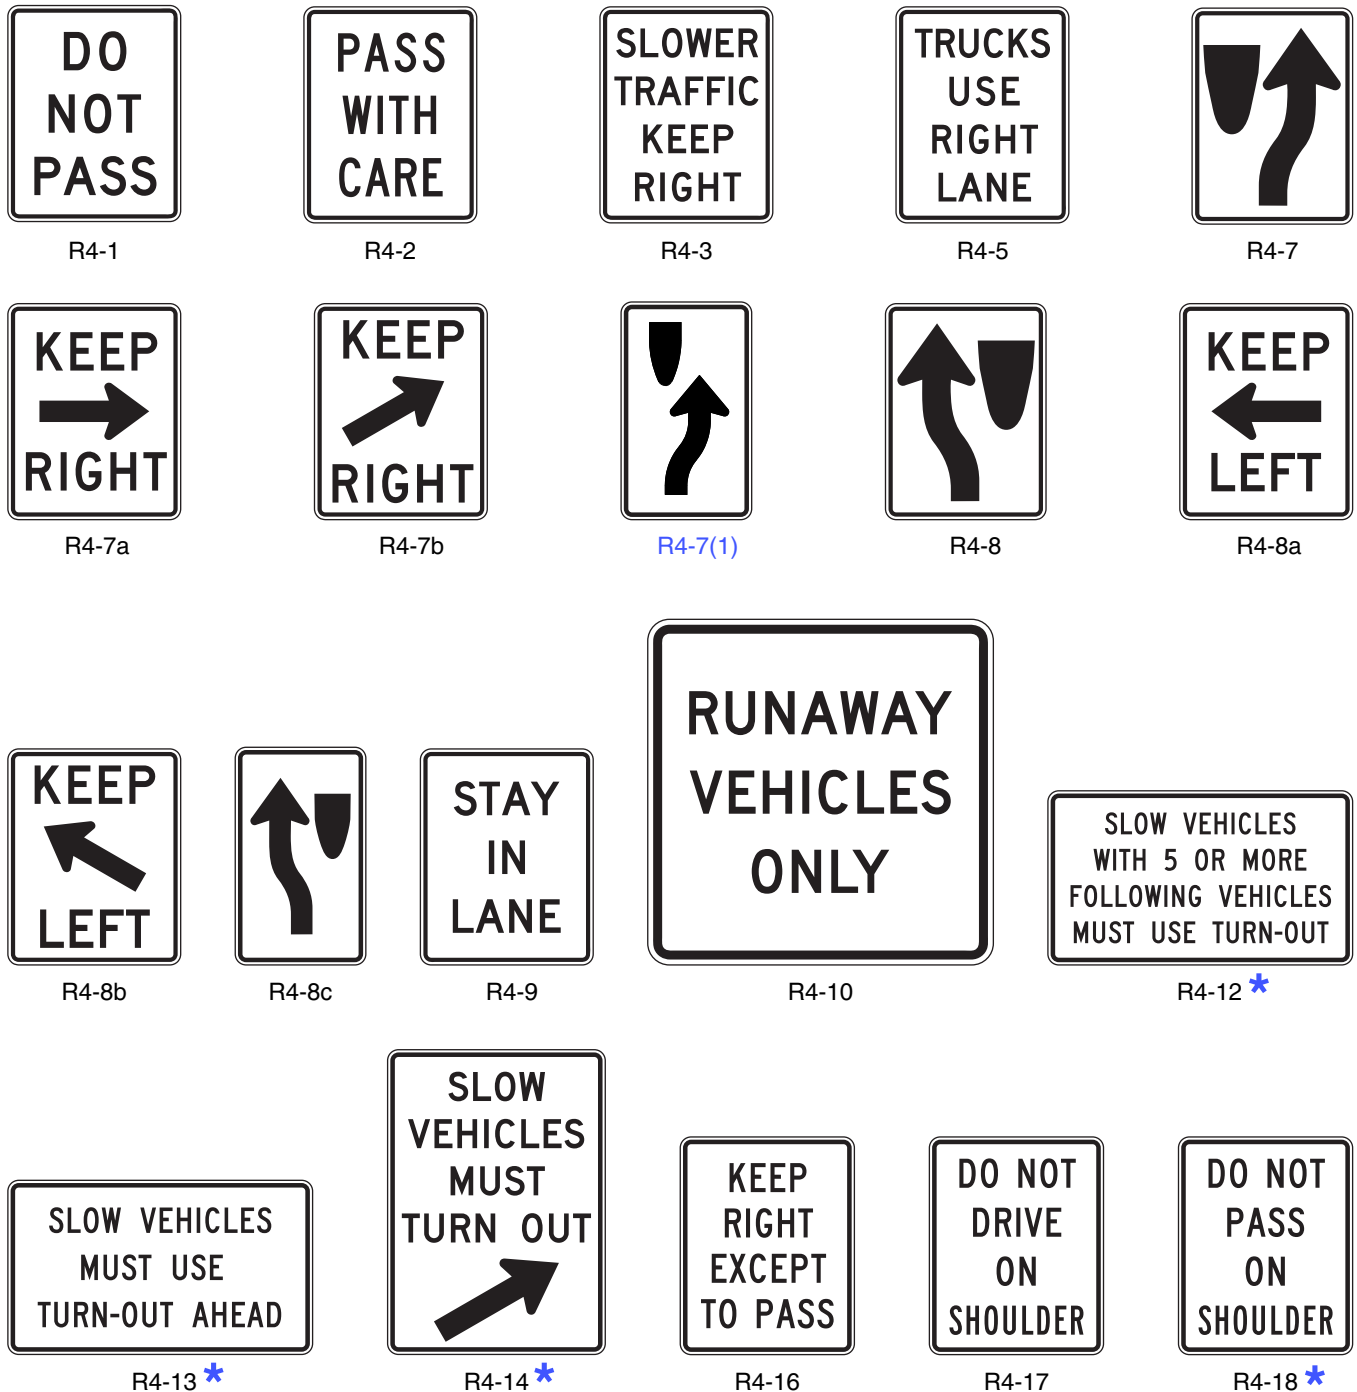 DO
NOT
PASS
R4-1
PASS
WITH
CARE
R4-2
SLOWER
TRAFFIC
KEEP
RIGHT
R4-3
TRUCKS
USE
RIGHT
LANE
R4-5
R4-7
KEEP
RIGHT
R4-7a
KEEP
RIGHT
R4-7b
R4-7(1)
R4-8
KEEP
LEFT
R4-8a
KEEP
LEFT
R4-8b
R4-8c
STAY
IN
LANE
R4-9
RUNAWAY
VEHICLES
ONLY
R4-10
SLOW VEHICLES
WITH 5 OR MORE
FOLLOWING VEHICLES
MUST USE TURN-OUT
R4-12 *
SLOW VEHICLES
MUST USE
TURN-OUT AHEAD
R4-13 *
SLOW
VEHICLES
MUST
TURN OUT
R4-14 *
KEEP
RIGHT
EXCEPT
TO PASS
R4-16
DO NOT
DRIVE
ON
SHOULDER
R4-17
DO NOT
PASS
ON
SHOULDER
R4-18 *